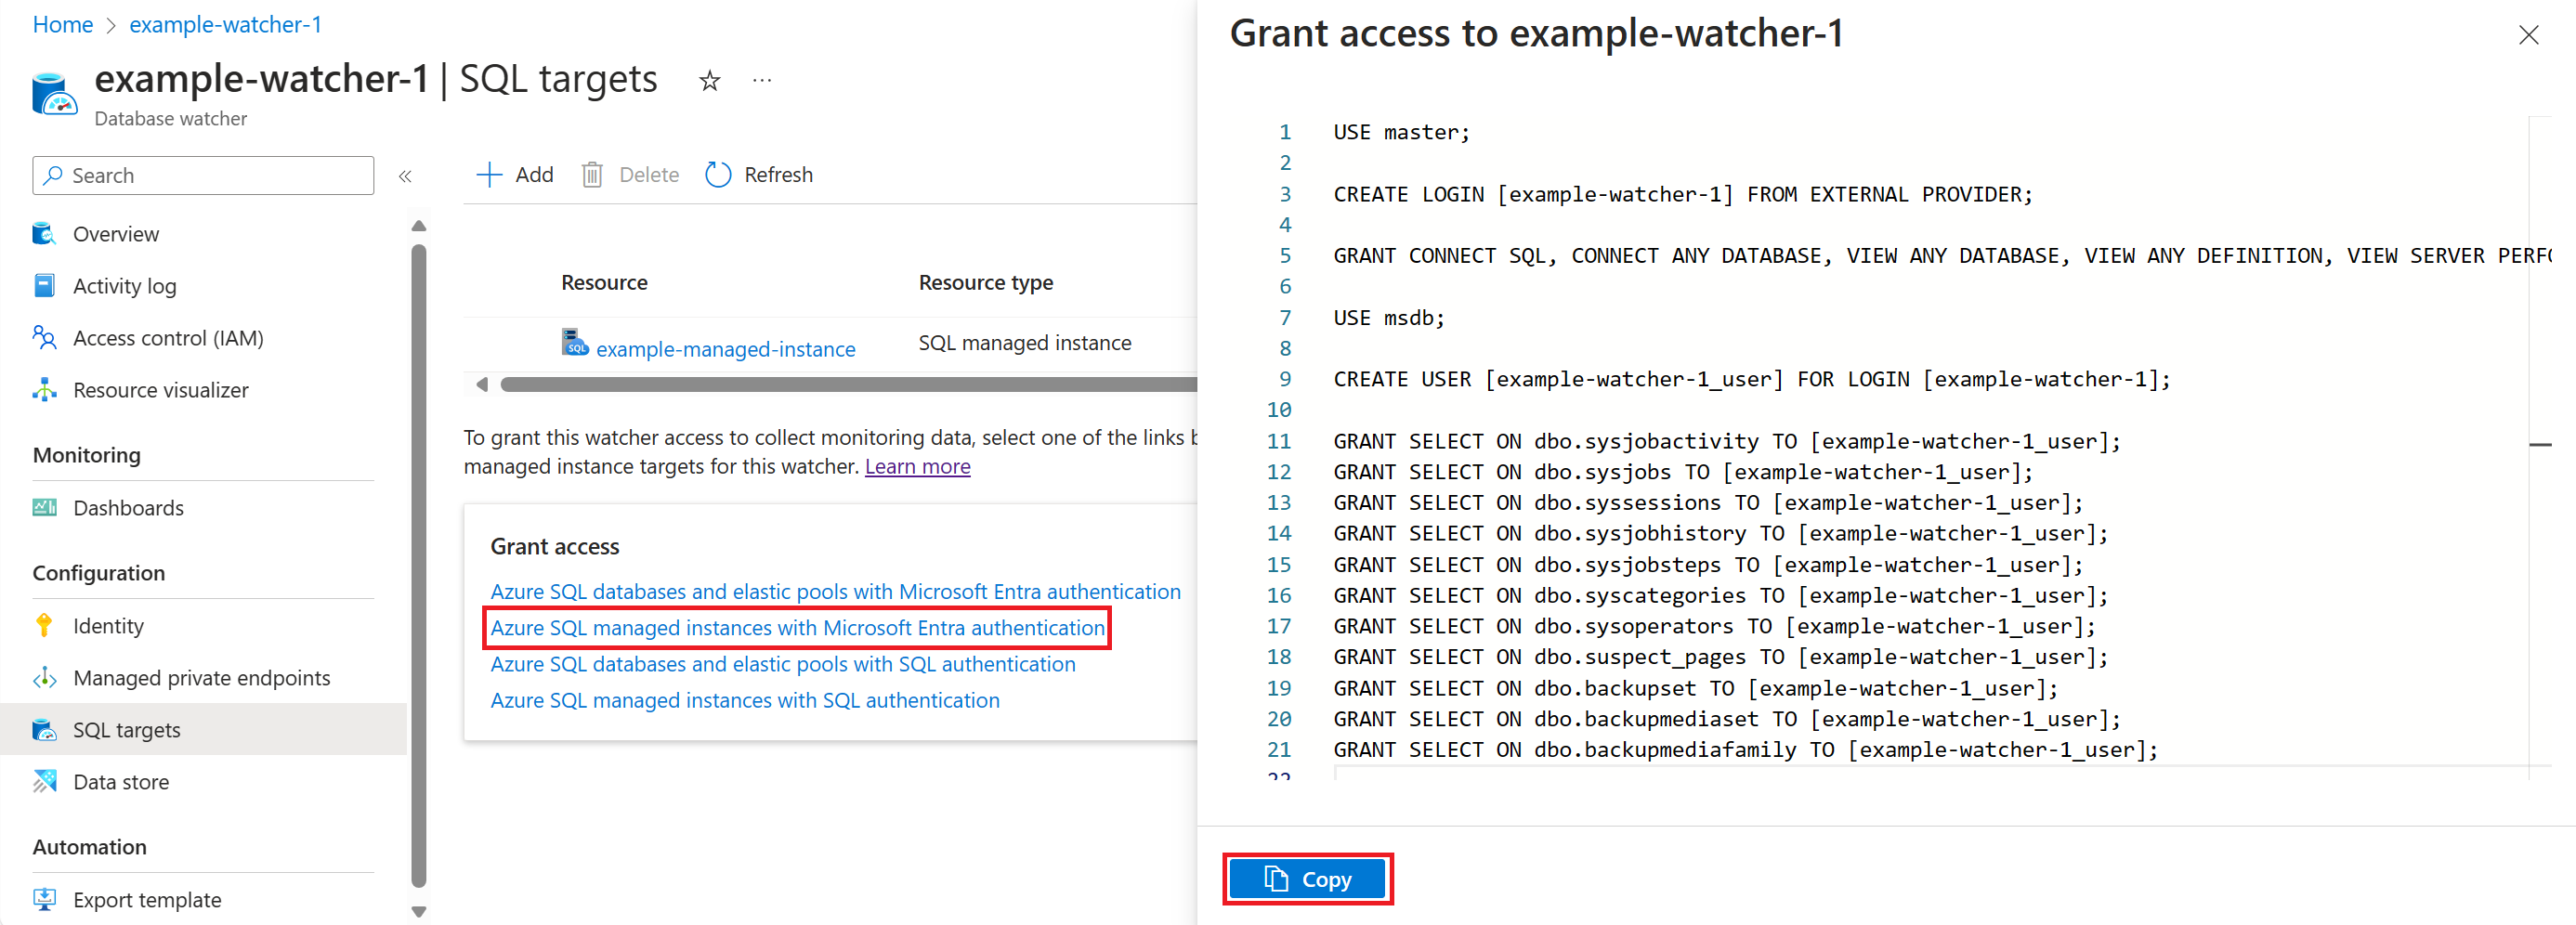 Home > example-watcher-1
example-watcher-1 | SQL targets ...
Database watcher
Search
«
Overview
Activity log
Access control (IAM)
Resource visualizer
Monitoring
Dashboards
Configuration
Identity
Managed private endpoints
SQL targets
Data store
Automation
Export template
Add Delete Refresh
Resource Resource type
SQL
example-managed-instance SQL managed instance
To grant this watcher access to collect monitoring data, select one of the links
managed instance targets for this watcher. Learn more
Grant access
Azure SQL databases and elastic pools with Microsoft Entra authentication
Azure SQL managed instances with Microsoft Entra authentication
Azure SQL databases and elastic pools with SQL authentication
Azure SQL managed instances with SQL authentication
Grant access to example-watcher-1
1 USE master;
2
3 CREATE LOGIN [example-watcher-1] FROM EXTERNAL PROVIDER;
4
5 GRANT CONNECT SQL, CONNECT ANY DATABASE, VIEW ANY DATABASE, VIEW ANY DEFINITION, VIEW SERVER
6
7 USE msdb;
8
9 CREATE USER [example-watcher-1_user] FOR LOGIN [example-watcher-1];
10
11 GRANT SELECT ON dbo.sysjobactivity TO [example-watcher-1_user];
12 GRANT SELECT ON dbo.sysjobs TO [example-watcher-1_user];
13 GRANT SELECT ON dbo.syssessions TO [example-watcher-1_user];
14 GRANT SELECT ON dbo.sysjobhistory TO [example-watcher-1_user];
15 GRANT SELECT ON dbo.sysjobsteps TO [example-watcher-1_user];
16 GRANT SELECT ON dbo.syscategories TO [example-watcher-1_user];
17 GRANT SELECT ON dbo.sysoperators TO [example-watcher-1_user];
18 GRANT SELECT ON dbo.suspect_pages TO [example-watcher-1_user];
19 GRANT SELECT ON dbo.backupset TO [example-watcher-1_user];
20 GRANT SELECT ON dbo.backupmediaset TO [example-watcher-1_user];
21 GRANT SELECT ON dbo.backupmediafamily TO [example-watcher-1_user];
22
Copy